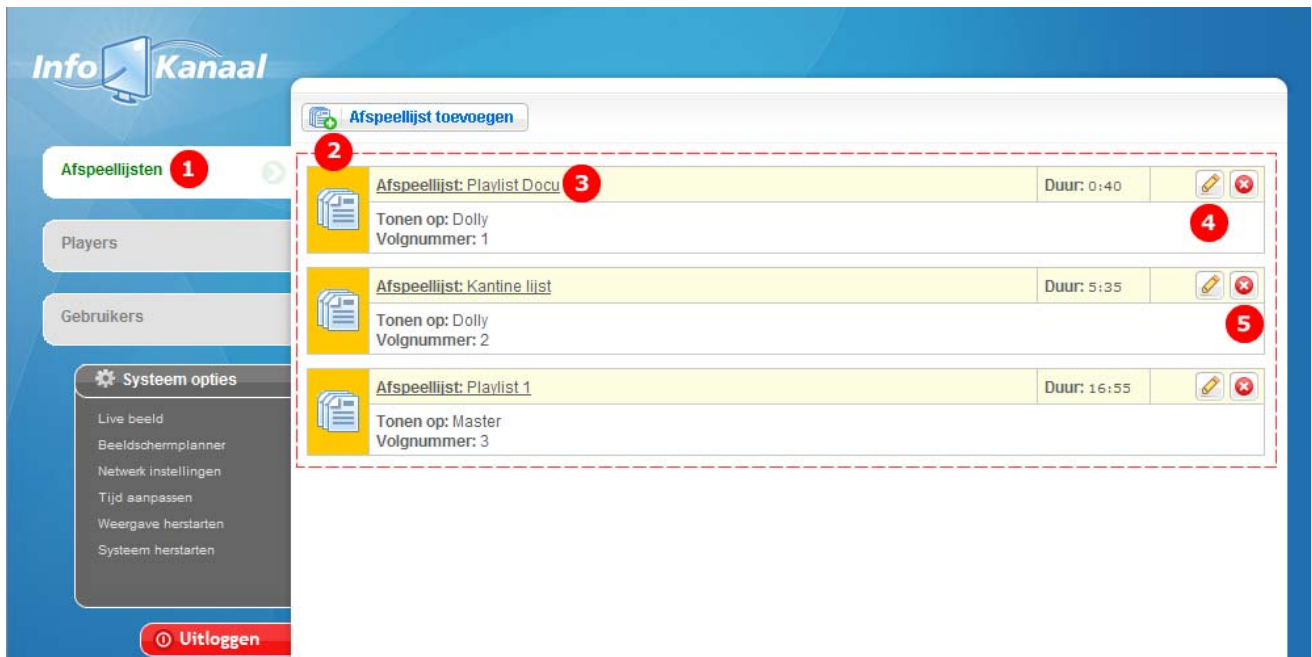 Info Kanaal
Afspeellijst toevoegen
Afspeellijsten 1
2
Afspeellijst: Playlist Docu 3 Duur: 0:40
Tonen op: Dolly
Volgnummer: 1
4
Players
Afspeellijst: Kantine lijst Duur: 5:35
Gebruikers
Tonen op: Dolly
Volgnummer: 2
5
Systeem opties
Afspeellijst: Playlist 1 Duur: 16:55
Tonen op: Master
Volgnummer: 3
Live beeld
Beeldschermplanner
Netwerk instellingen
Tijd aanpassen
Weergave herstarten
Systeem herstarten
Uitloggen